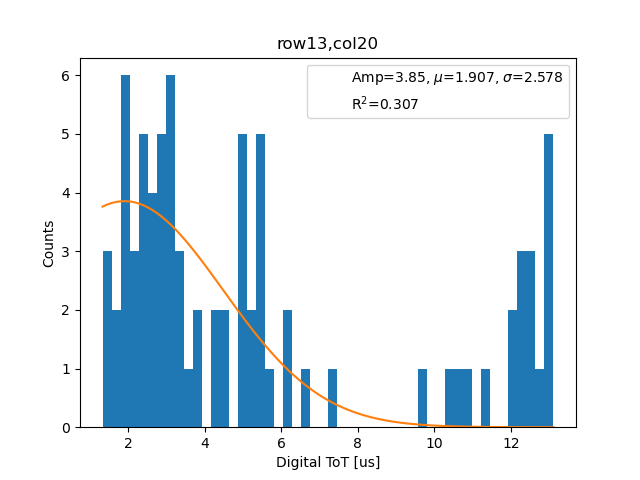 row13,col20
Amp=3.85, μ=1.907, σ=2.578
R²=0.307
Counts
6
5
4
3
2
1
0
2 4 6 8 10 12
Digital ToT [us]